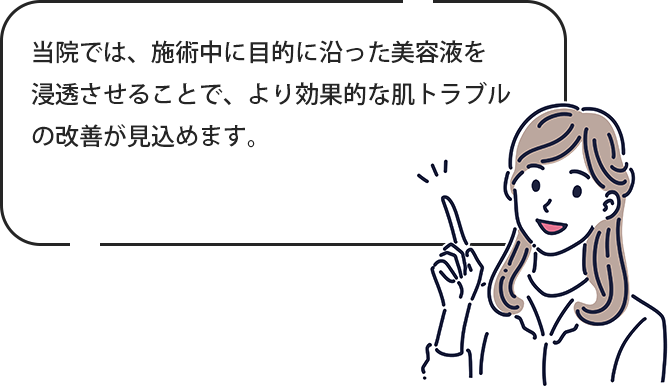 当院では、施術中に目的に沿った美容液を
浸透させることで、より効果的な肌トラブル
の改善が見込めます。